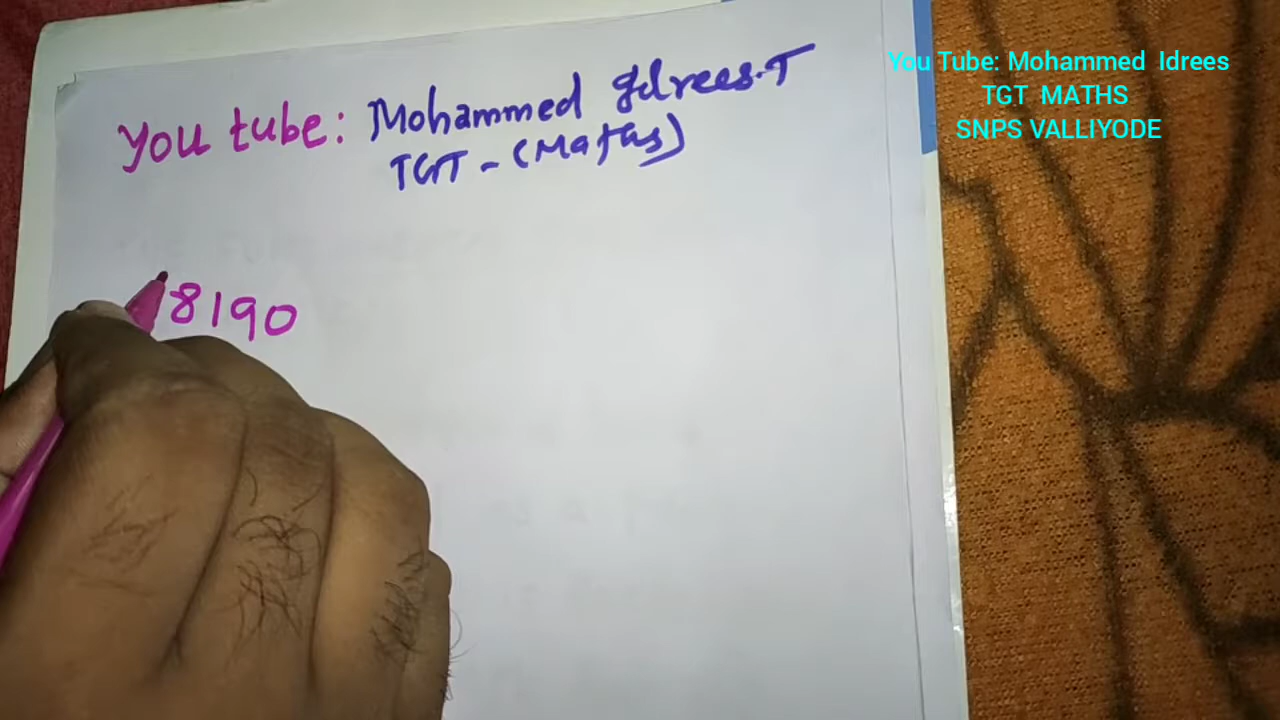 You tube: Mohammed Idrees.T
TGT - (Maths)
8190
You Tube: Mohammed Idrees
TGT MATHS
SNPS VALLIYODE